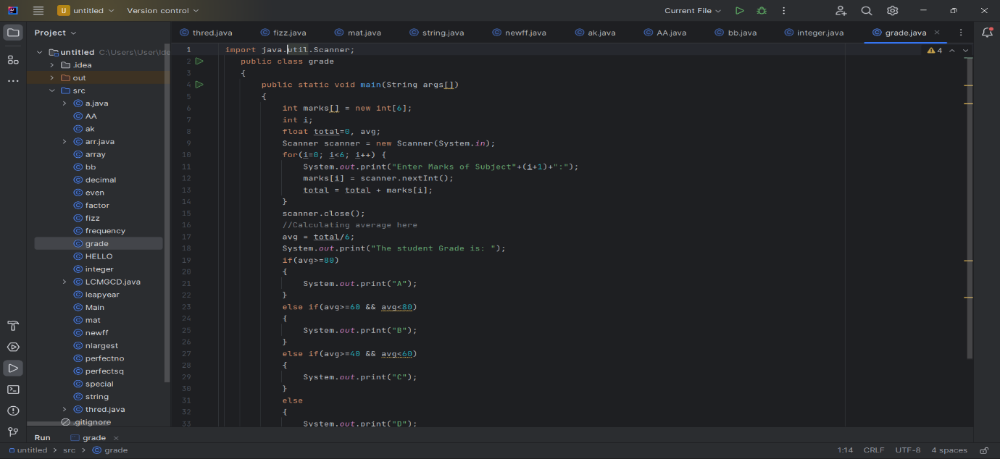 U untitled Version control Current File
Project
thred.java fizz.java mat.java string.java newff.java ak.java AA.java bb.java integer.java grade.java
untitled C:\Users\User\Ide
.idea
out
src
a.java
AA
ak
arr.java
array
bb
decimal
even
factor
fizz
frequency
grade
HELLO
integer
LCMGCD.java
leapyear
Main
mat
newff
nlargest
perfectno
perfectsq
special
string
thred.java
.gitignore
4
1 import java.util.Scanner;
2 public class grade
3 {
4 public static void main(String args[])
5 {
6 int marks[] = new int[6];
7 int i;
8 float total=0, avg;
9 Scanner scanner = new Scanner(System.in);
10 for(i=0; i<6; i++) {
11 System.out.print("Enter Marks of Subject"+(i+1)+":");
12 marks[i] = scanner.nextInt();
13 total = total + marks[i];
14 }
15 scanner.close();
16 //Calculating average here
17 avg = total/6;
18 System.out.print("The student Grade is: ");
19 if(avg>=80)
20 {
21 System.out.print("A");
22 }
23 else if(avg>=60 && avg<80)
24 {
25 System.out.print("B");
26 }
27 else if(avg>=40 && avg<60)
28 {
29 System.out.print("C");
30 }
31 else
32 {
33 System.out.print("D");
Run grade
untitled > src > grade 1:14 CRLF UTF-8 4 spaces